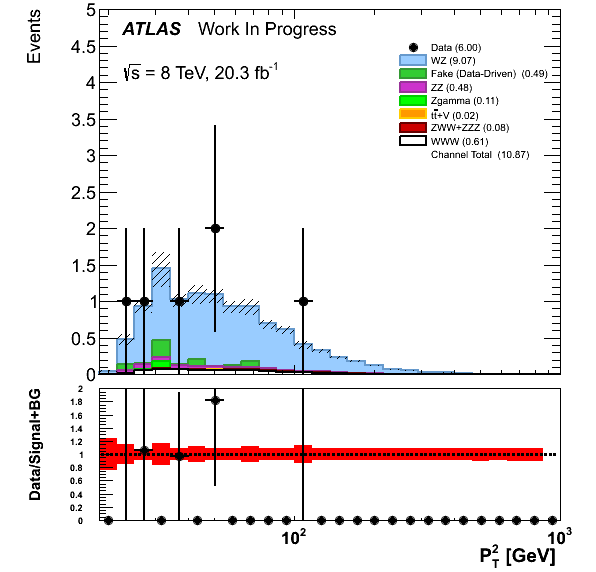 Events
ATLAS Work In Progress
√s = 8 TeV, 20.3 fb⁻¹
Data (6.00)
WZ (9.07)
Fake (Data-Driven) (0.49)
ZZ (0.48)
Zgamma (0.11)
tt̄+V (0.02)
ZWW+ZZZ (0.08)
WWW (0.61)
Channel Total (10.87)
5
4.5
4
3.5
3
2.5
2
1.5
1
0.5
0
Data/Signal+BG
2
1.8
1.6
1.4
1.2
1
0.8
0.6
0.4
0.2
0
10²
10³
P_T² [GeV]